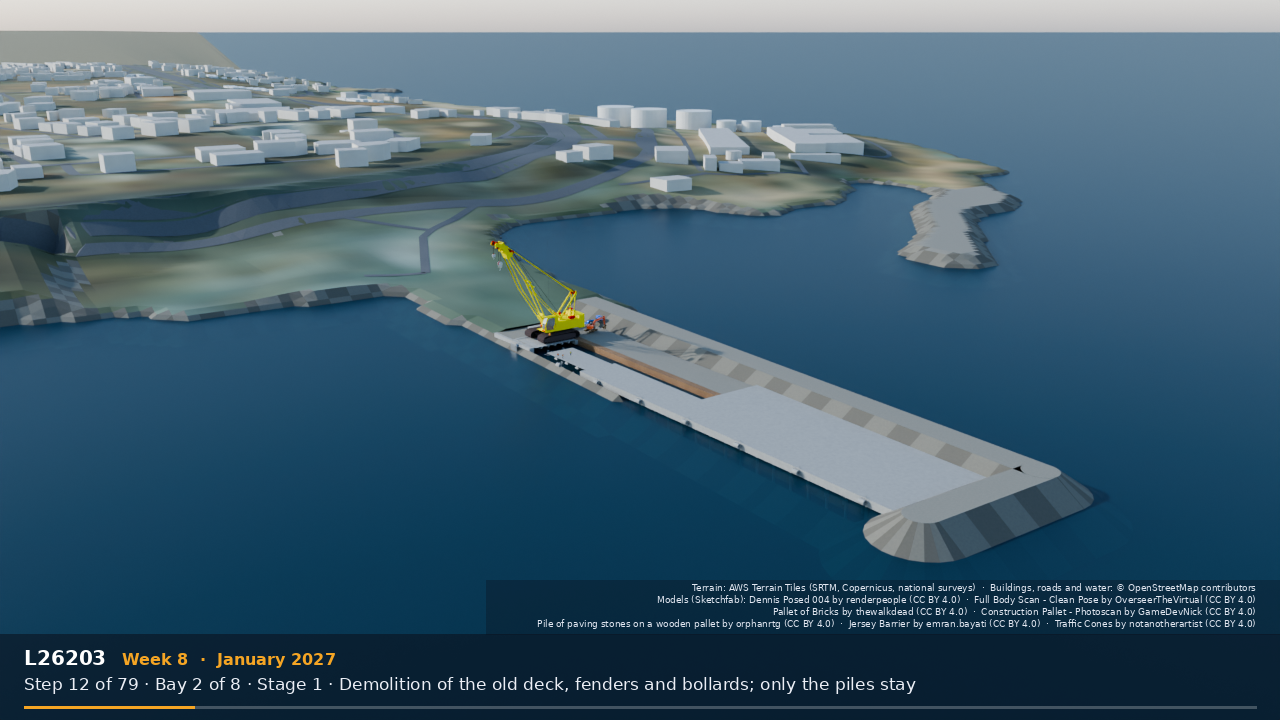 Terrain: AWS Terrain Tiles (SRTM, Copernicus, national surveys) · Buildings, roads and water: © OpenStreetMap contributors
Models (Sketchfab): Dennis Posed 004 by renderpeople (CC BY 4.0) · Full Body Scan - Clean Pose by OverseerTheVirtual (CC BY 4.0)
Pallet of Bricks by thewalkdead (CC BY 4.0) · Construction Pallet - Photoscan by GameDevNick (CC BY 4.0)
Pile of paving stones on a wooden pallet by orphanrtg (CC BY 4.0) · Jersey Barrier by emran.bayati (CC BY 4.0) · Traffic Cones by notanotherartist (CC BY 4.0)
L26203 Week 8 · January 2027
Step 12 of 79 · Bay 2 of 8 · Stage 1 · Demolition of the old deck, fenders and bollards; only the piles stay